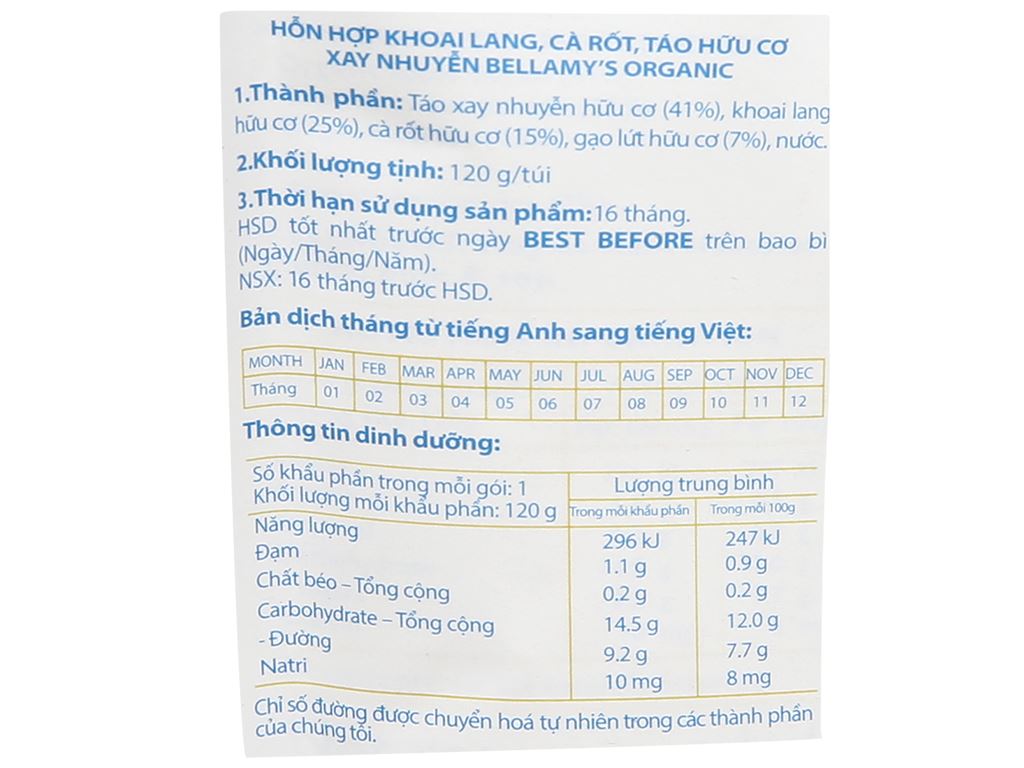 HỖN HỢP KHOAI LANG, CÀ RỐT, TÁO HỮU CƠ
XAY NHUYỄN BELLAMY'S ORGANIC
1.Thành phần: Táo xay nhuyễn hữu cơ (41%), khoai lang
hữu cơ (25%), cà rốt hữu cơ (15%), gạo lứt hữu cơ (7%), nước.
2.Khối lượng tịnh: 120 g/túi
3.Thời hạn sử dụng sản phẩm: 16 tháng.
HSD tốt nhất trước ngày BEST BEFORE trên bao bì
(Ngày/Tháng/Năm).
NSX: 16 tháng trước HSD.
Bản dịch tháng từ tiếng Anh sang tiếng Việt:
MONTH JAN FEB MAR APR MAY JUN JUL AUG SEP OCT NOV DEC
Tháng 01 02 03 04 05 06 07 08 09 10 11 12
Thông tin dinh dưỡng:
Số khẩu phần trong mỗi gói: 1 Lượng trung bình
Khối lượng mỗi khẩu phần: 120 g Trong mỗi khẩu phần Trong mỗi 100g
Năng lượng 296 kJ 247 kJ
Đạm 1.1 g 0.9 g
Chất béo – Tổng cộng 0.2 g 0.2 g
Carbohydrate – Tổng cộng 14.5 g 12.0 g
- Đường 9.2 g 7.7 g
Natri 10 mg 8 mg
Chỉ số đường được chuyển hoá tự nhiên trong các thành phần
của chúng tôi.